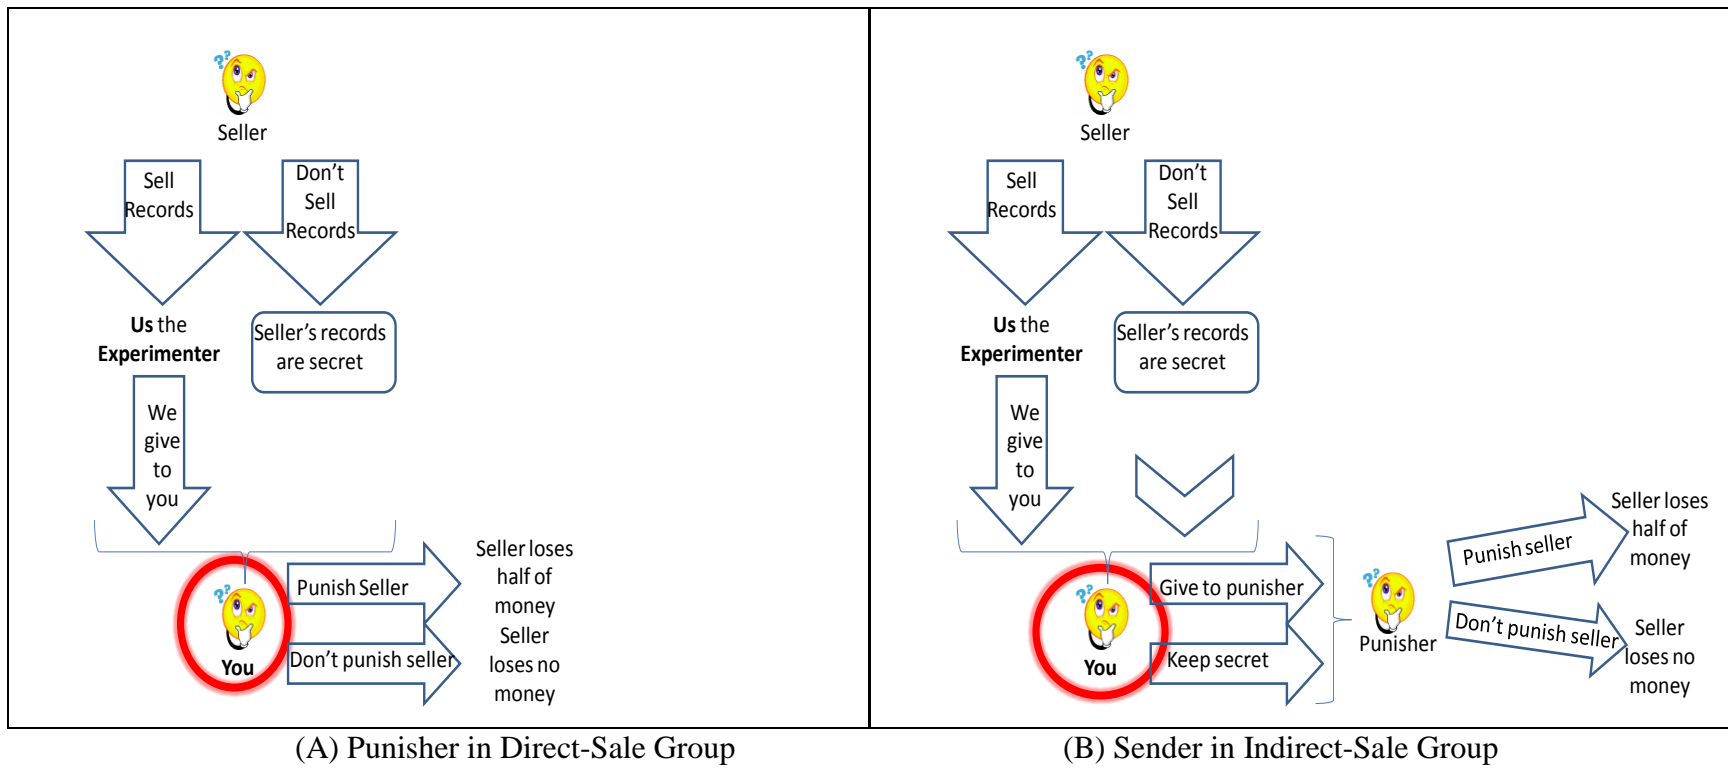 ??
Seller
Sell
Records
Don't
Sell
Records
Us the
Experimenter
Seller's records
are secret
We
give
to
you
??
You
Punish Seller
Don't punish seller
Seller loses
half of
money
Seller
loses no
money
(A) Punisher in Direct-Sale Group
??
Seller
Sell
Records
Don't
Sell
Records
Us the
Experimenter
Seller's records
are secret
We
give
to
you
??
You
Give to punisher
Keep secret
??
Punisher
Punish seller
Don't punish seller
Seller loses
half of
money
Seller
loses no
money
(B) Sender in Indirect-Sale Group